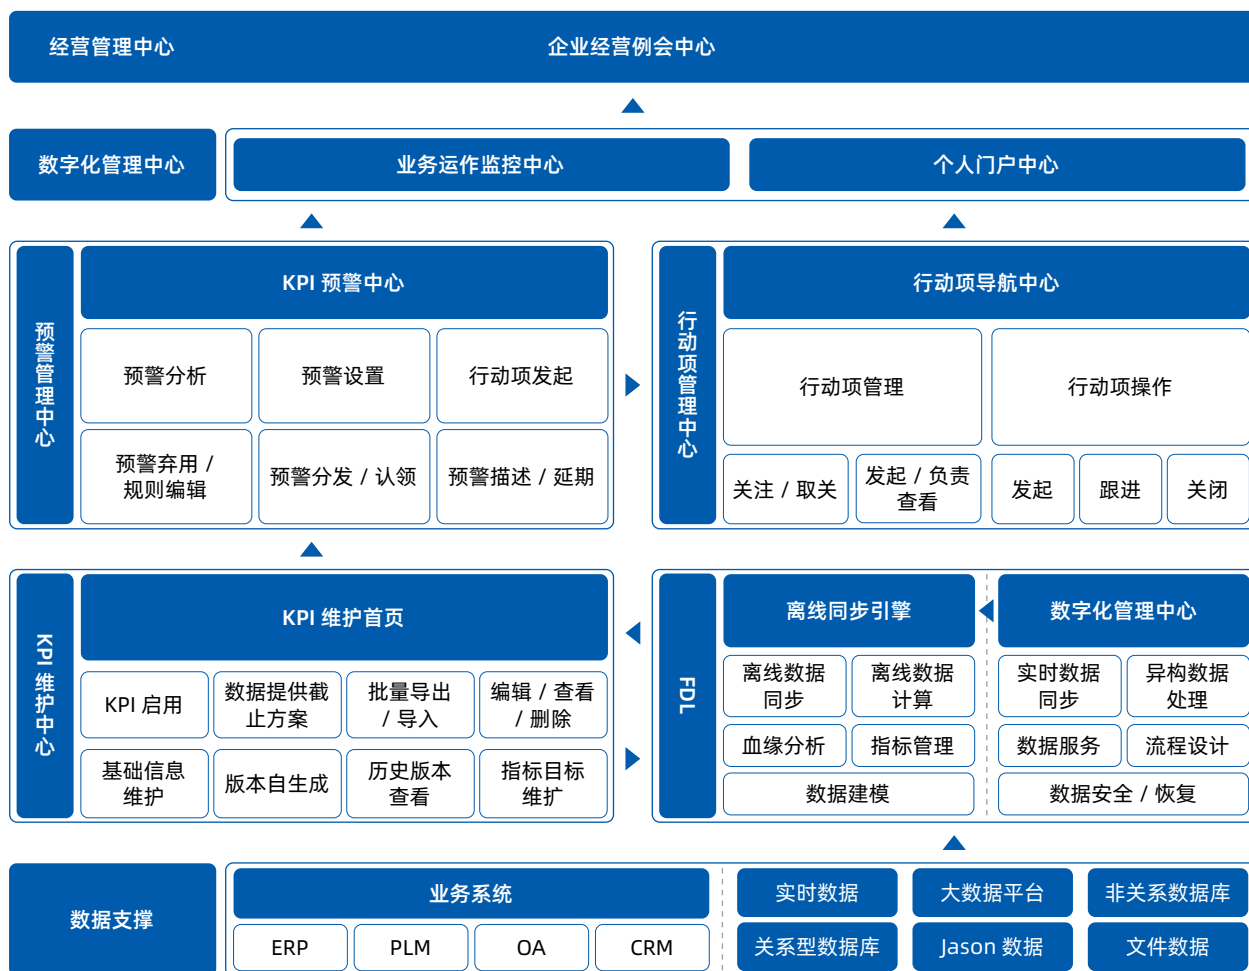 经营管理中心
企业经营例会中心
数字化管理中心
业务运作监控中心
个人门户中心
预警管理中心
KPI 预警中心
预警分析
预警设置
行动项发起
预警弃用 /
规则编辑
预警分发 / 认领
预警描述 / 延期
行动项管理中心
行动项导航中心
行动项管理
行动项操作
关注 / 取关
发起 / 负责
查看
发起
跟进
关闭
KPI 维护中心
KPI 维护首页
KPI 启用
数据提供截
止方案
批量导出
/ 导入
编辑 / 查看
/ 删除
基础信息
维护
版本自生成
历史版本
查看
指标目标
维扩
FDL
离线同步引擎
数字化管理中心
离线数据
同步
离线数据
计算
实时数据
同步
异构数据
处理
血缘分析
指标管理
数据服务
流程设计
数据建模
数据安全 / 恢复
数据支撑
业务系统
ERP
PLM
OA
CRM
实时数据
大数据平台
非关系数据库
关系型数据库
Jason 数据
文件数据